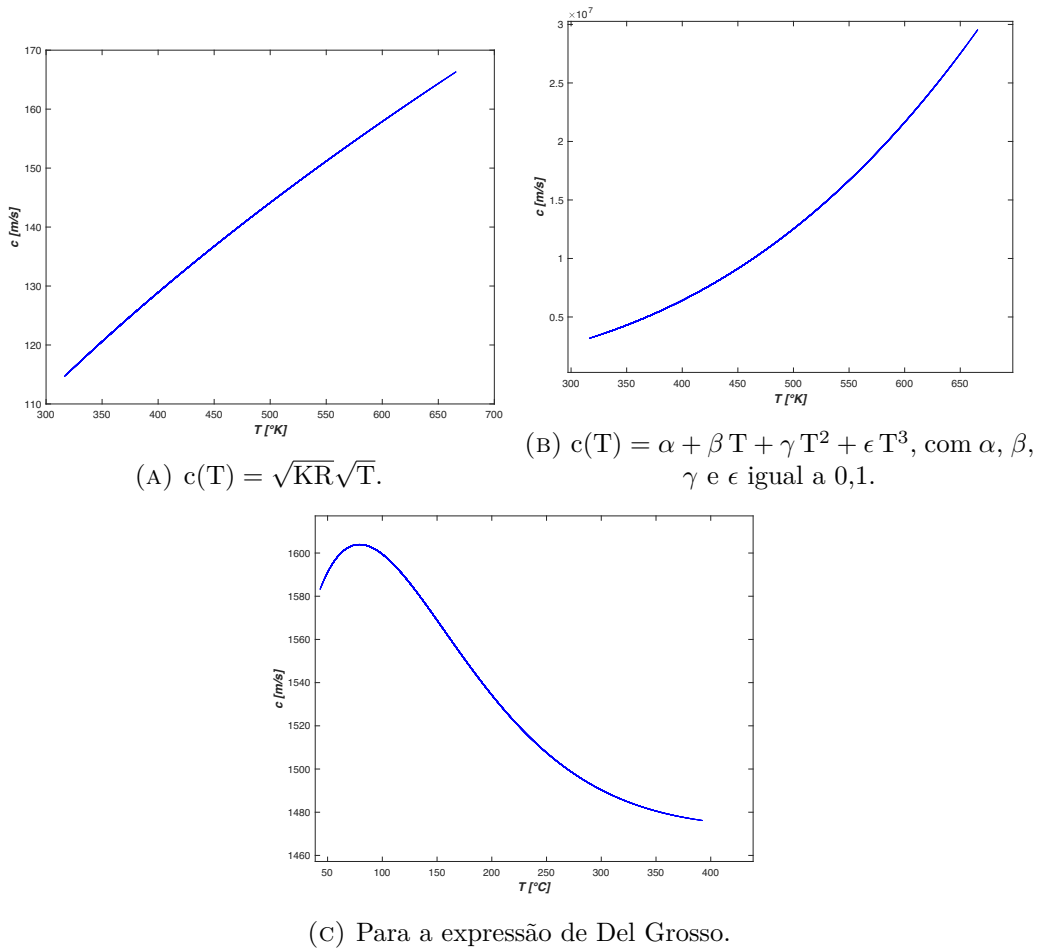 170
160
150
140
130
120
110
c [m/s]
300 350 400 450 500 550 600 650 700
T [°K]
(A) c(T) = √KR√T.
×10⁷
3
2.5
2
1.5
1
0.5
c [m/s]
300 350 400 450 500 550 600 650
T [°K]
(B) c(T) = α + β T + γ T² + ϵ T³, com α, β,
γ e ϵ igual a 0,1.
1600
1580
1560
1540
1520
1500
1480
1460
c [m/s]
50 100 150 200 250 300 350 400
T [°C]
(C) Para a expressão de Del Grosso.